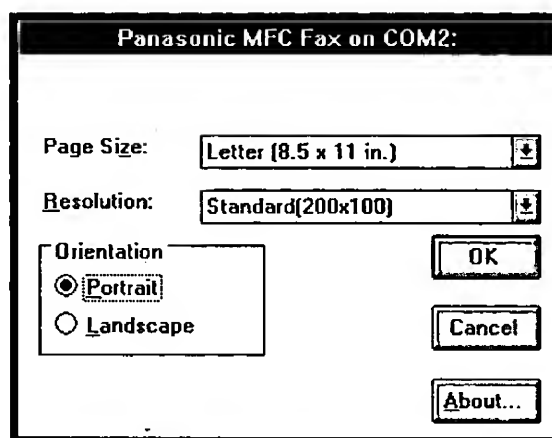 Panasonic MFC Fax on COM2:
Page Size:
Letter (8.5 x 11 in.)
Resolution:
Standard(200x100)
Orientation
Portrait
Landscape
OK
Cancel
About...